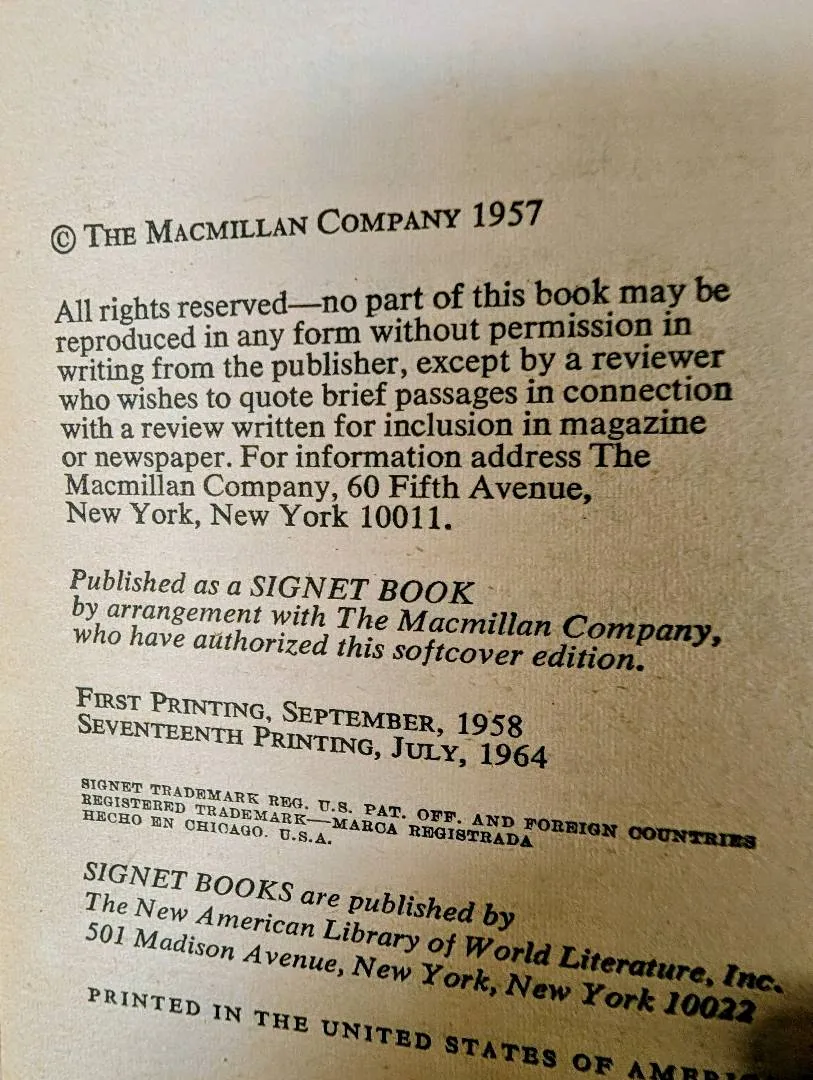 © THE MACMILLAN COMPANY 1957
All rights reserved—no part of this book may be
reproduced in any form without permission in
writing from the publisher, except by a reviewer
who wishes to quote brief passages in connection
with a review written for inclusion in magazine
or newspaper. For information address The
Macmillan Company, 60 Fifth Avenue,
New York, New York 10011.
Published as a SIGNET BOOK
by arrangement with The Macmillan Company,
who have authorized this softcover edition.
FIRST PRINTING, SEPTEMBER, 1958
SEVENTEENTH PRINTING, JULY, 1964
SIGNET TRADEMARK REG. U.S. PAT. OFF. AND FOREIGN COUNTRIES
REGISTERED TRADEMARK—MARCA REGISTRADA
HECHO EN CHICAGO. U.S.A.
SIGNET BOOKS are published by
The New American Library of World Literature, Inc.
501 Madison Avenue, New York, New York 10022
PRINTED IN THE UNITED STATES OF